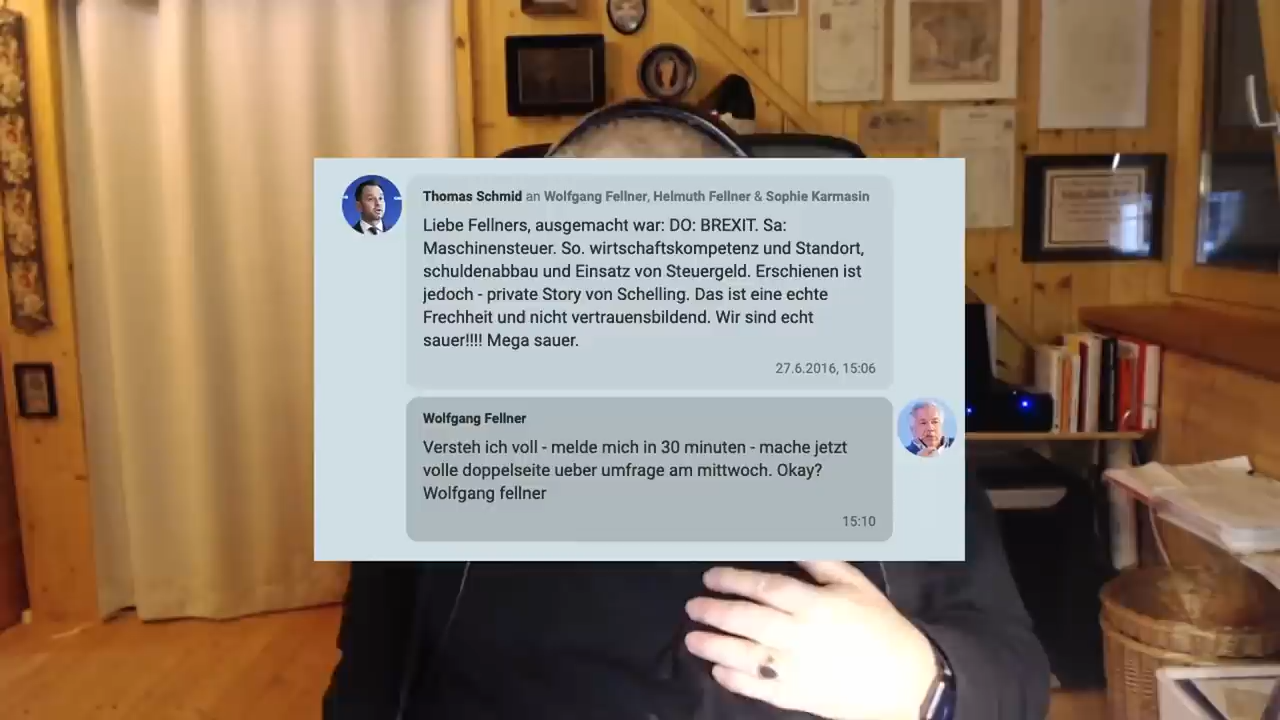 Thomas Schmid an Wolfgang Fellner, Helmuth Fellner & Sophie Karmasin
Liebe Fellners, ausgemacht war: DO: BREXIT. Sa:
Maschinensteuer. So. wirtschaftskompetenz und Standort,
schuldenabbau und Einsatz von Steuergeld. Erschienen ist
jedoch - private Story von Schelling. Das ist eine echte
Frechheit und nicht vertrauensbildend. Wir sind echt
sauer!!!! Mega sauer.
27.6.2016, 15:06
Wolfgang Fellner
Versteh ich voll - melde mich in 30 minuten - mache jetzt
volle doppelseite ueber umfrage am mittwoch. Okay?
Wolfgang fellner
15:10